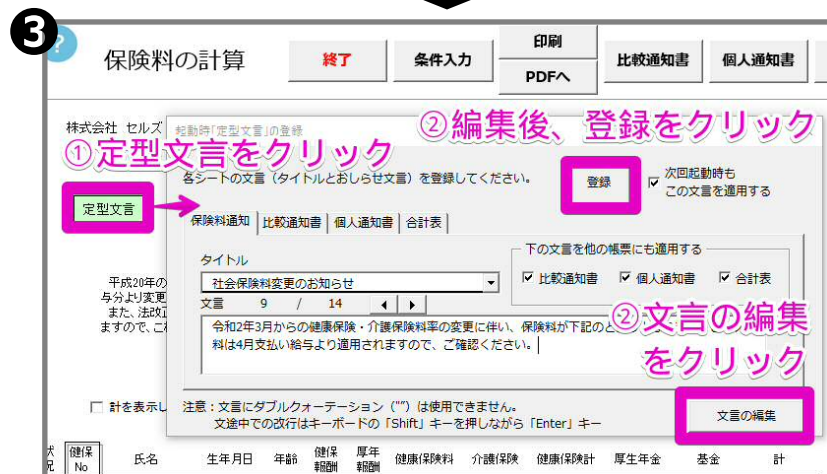 3
?
保険料の計算
終了
条件入力
印刷
PDFへ
比較通知書
個人通知書
株式会社 セルズ
起動時「定型文言」の登録
②編集後、登録をクリック
①定型文言をクリック
各シートの文言（タイトルとおしらせ文言）を登録してください。
登録
次回起動時も
この文言を適用する
定型文言
保険料通知 比較通知書 個人通知書 合計表
タイトル
下の文言を他の帳票にも適用する
社会保険料変更のお知らせ
比較通知書 個人通知書 合計表
文言 9 / 14
平成20年の
与分より変更
また、法改正
ますので、これ
令和2年3月からの健康保険・介護保険料率の変更に伴い、保険料が下記のと
料は4月支払い給与より適用されますので、ご確認ください。
②文言の編集
をクリック
計を表示し
注意：文言にダブルクォーテーション（""）は使用できません。
文途中での改行はキーボードの「Shift」キーを押しながら「Enter」キー
文言の編集
健保
No
氏名
生年月日
年齢
健保
報酬
厚年
報酬
健康保険料
介護保険
健康保険計
厚生年金
基金
計